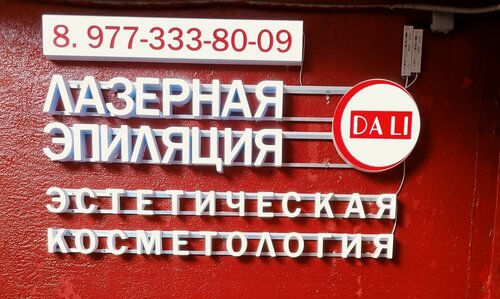 8. 977-333-80-09
ЛАЗЕРНАЯ
ЭПИЛЯЦИЯ
DA LI
ЭСТЕТИЧЕСКАЯ
КОСМЕТОЛОГИЯ